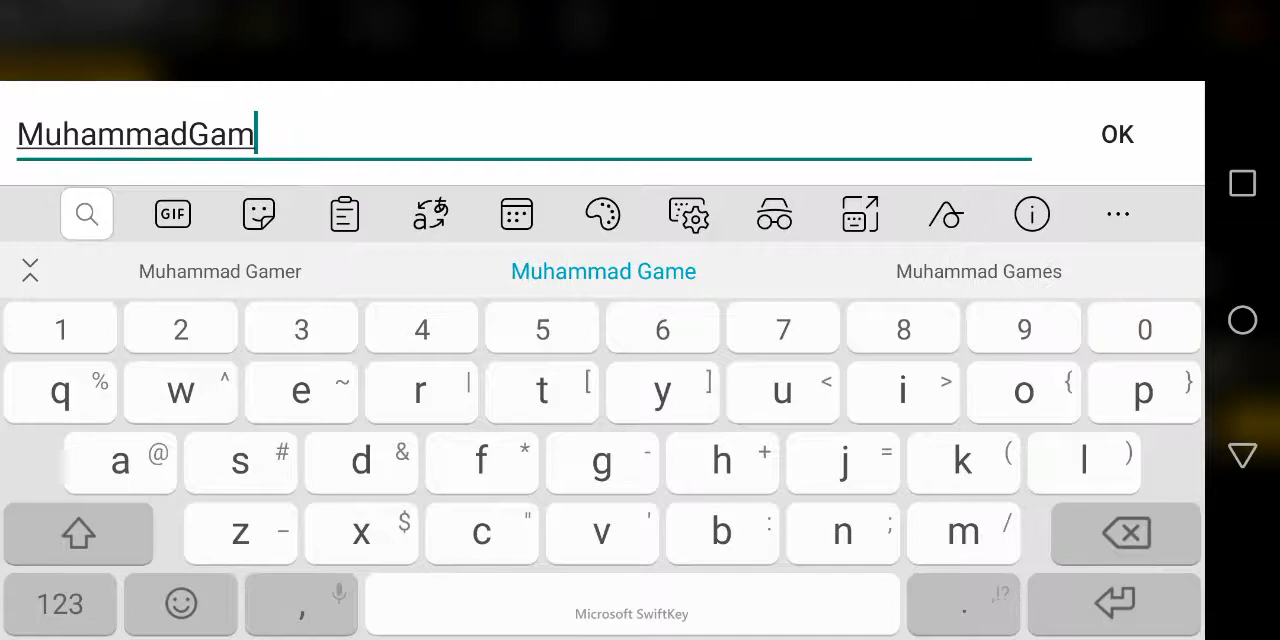 MuhammadGam
OK
GIF
Muhammad Gamer Muhammad Game Muhammad Games
1 2 3 4 5 6 7 8 9 0
q % w ^ e ~ r | t [ y ] u < i > o { p }
a @ s # d & f * g - h + j = k ( l )
z _ x $ c " v ' b : n ; m /
123 , Microsoft SwiftKey . ,!?